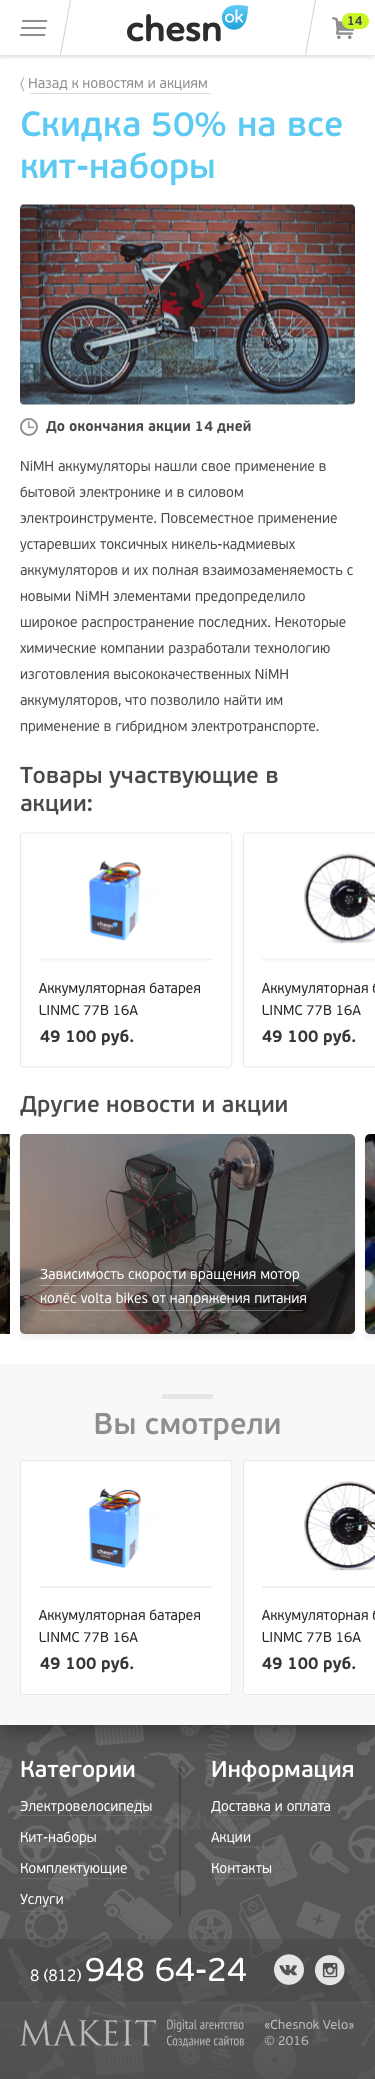 chesn
ok
14
〈 Назад к новостям и акциям
Скидка 50% на все
кит-наборы
До окончания акции 14 дней
NiMH аккумуляторы нашли свое применение в
бытовой электронике и в силовом
электроинструменте. Повсеместное применение
устаревших токсичных никель-кадмиевых
аккумуляторов и их полная взаимозаменяемость с
новыми NiMH элементами предопределило
широкое распространение последних. Некоторые
химические компании разработали технологию
изготовления высококачественных NiMH
аккумуляторов, что позволило найти им
применение в гибридном электротранспорте.
Товары участвующие в
акции:
chesn
Аккумуляторная батарея
LINMC 77В 16А
49 100 руб.
Аккумуляторная б
LINMC 77В 16А
49 100 руб.
Другие новости и акции
Зависимость скорости вращения мотор
колёс volta bikes от напряжения питания
Вы смотрели
chesn
Аккумуляторная батарея
LINMC 77В 16А
49 100 руб.
Аккумуляторная б
LINMC 77В 16А
49 100 руб.
Категории
Электровелосипеды
Кит-наборы
Комплектующие
Услуги
Информация
Доставка и оплата
Акции
Контакты
8 (812) 948 64-24
MAKEIT
Digital агентство
Создание сайтов
«Chesnok Velo»
© 2016